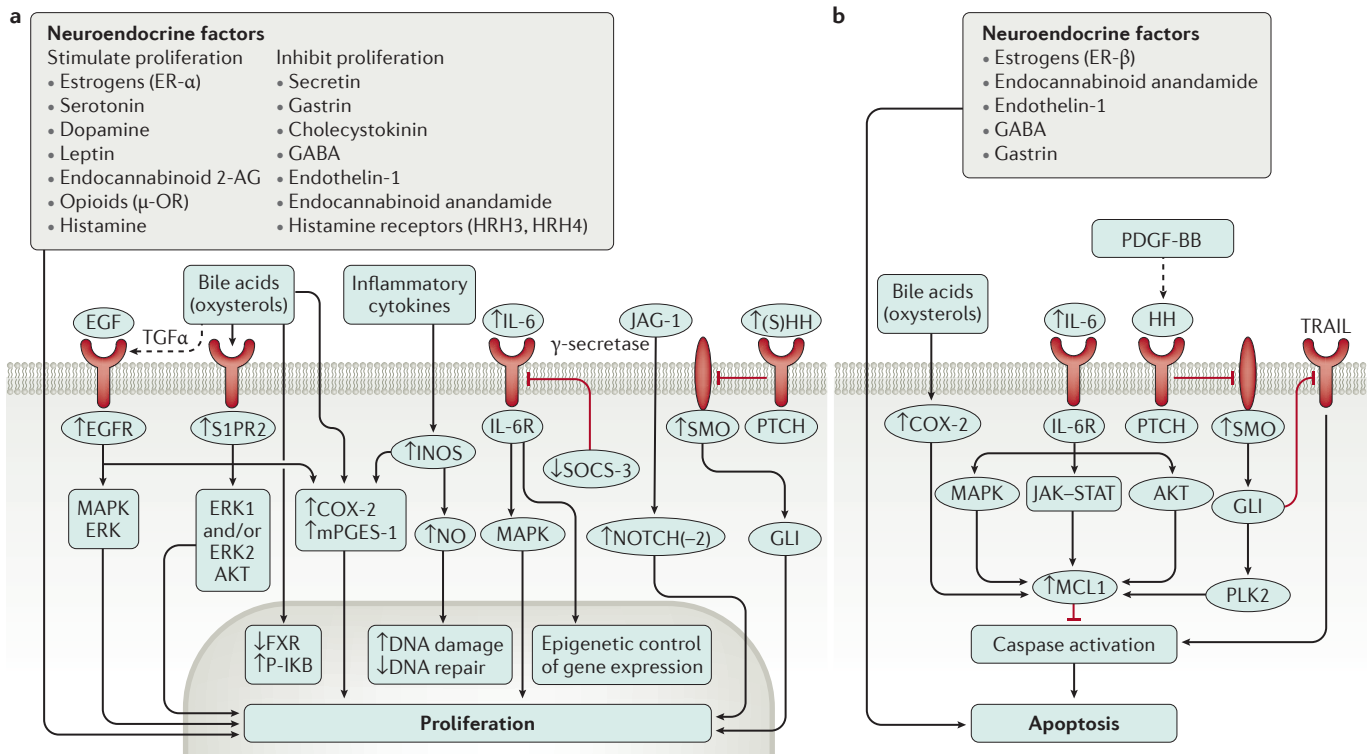 a
Neuroendocrine factors
Stimulate proliferation
• Estrogens (ER-α)
• Serotonin
• Dopamine
• Leptin
• Endocannabinoid 2-AG
• Opioids (μ-OR)
• Histamine
Inhibit proliferation
• Secretin
• Gastrin
• Cholecystokinin
• GABA
• Endothelin-1
• Endocannabinoid anandamide
• Histamine receptors (HRH3, HRH4)
Bile acids
(oxysterols)
Inflammatory
cytokines
EGF
TGFα
↑IL-6
γ-secretase
JAG-1
↑(S)HH
↑EGFR
↑S1PR2
↑INOS
IL-6R
↓SOCS-3
↑SMO
PTCH
MAPK
ERK
ERK1
and/or
ERK2
AKT
↑COX-2
↑mPGES-1
↑NO
MAPK
↑NOTCH(–2)
GLI
↓FXR
↑P-IKB
↑DNA damage
↓DNA repair
Epigenetic control
of gene expression
Proliferation
b
Neuroendocrine factors
• Estrogens (ER-β)
• Endocannabinoid anandamide
• Endothelin-1
• GABA
• Gastrin
PDGF-BB
Bile acids
(oxysterols)
↑IL-6
HH
TRAIL
↑COX-2
IL-6R
PTCH
↑SMO
MAPK
JAK–STAT
AKT
GLI
↑MCL1
PLK2
Caspase activation
Apoptosis